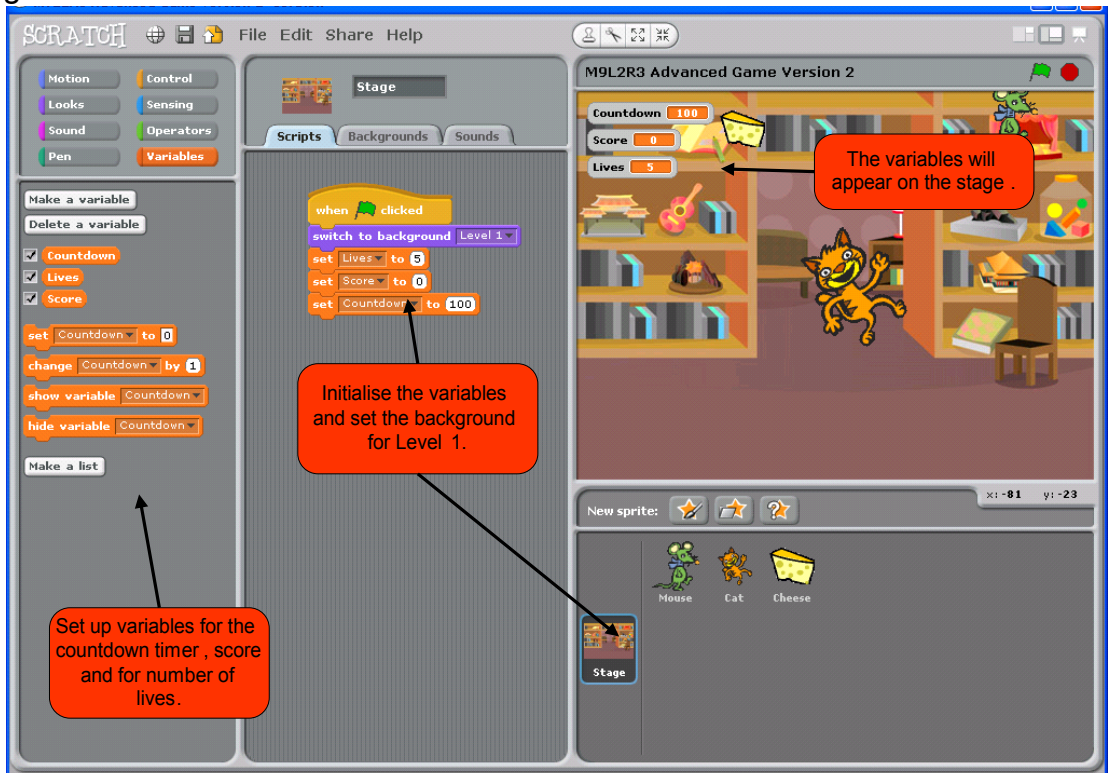 SCRATCH File Edit Share Help
Motion Control
Looks Sensing
Sound Operators
Pen Variables
Make a variable
Delete a variable
Countdown
Lives
Score
set Countdown to 0
change Countdown by 1
show variable Countdown
hide variable Countdown
Make a list
Set up variables for the
countdown timer , score
and for number of
lives.
Stage
Scripts Backgrounds Sounds
when clicked
switch to background Level 1
set Lives to 5
set Score to 0
set Countdown to 100
Initialise the variables
and set the background
for Level 1.
M9L2R3 Advanced Game Version 2
Countdown 100
Score 0
Lives 5
The variables will
appear on the stage .
x: -81 y: -23
New sprite:
Mouse Cat Cheese
Stage